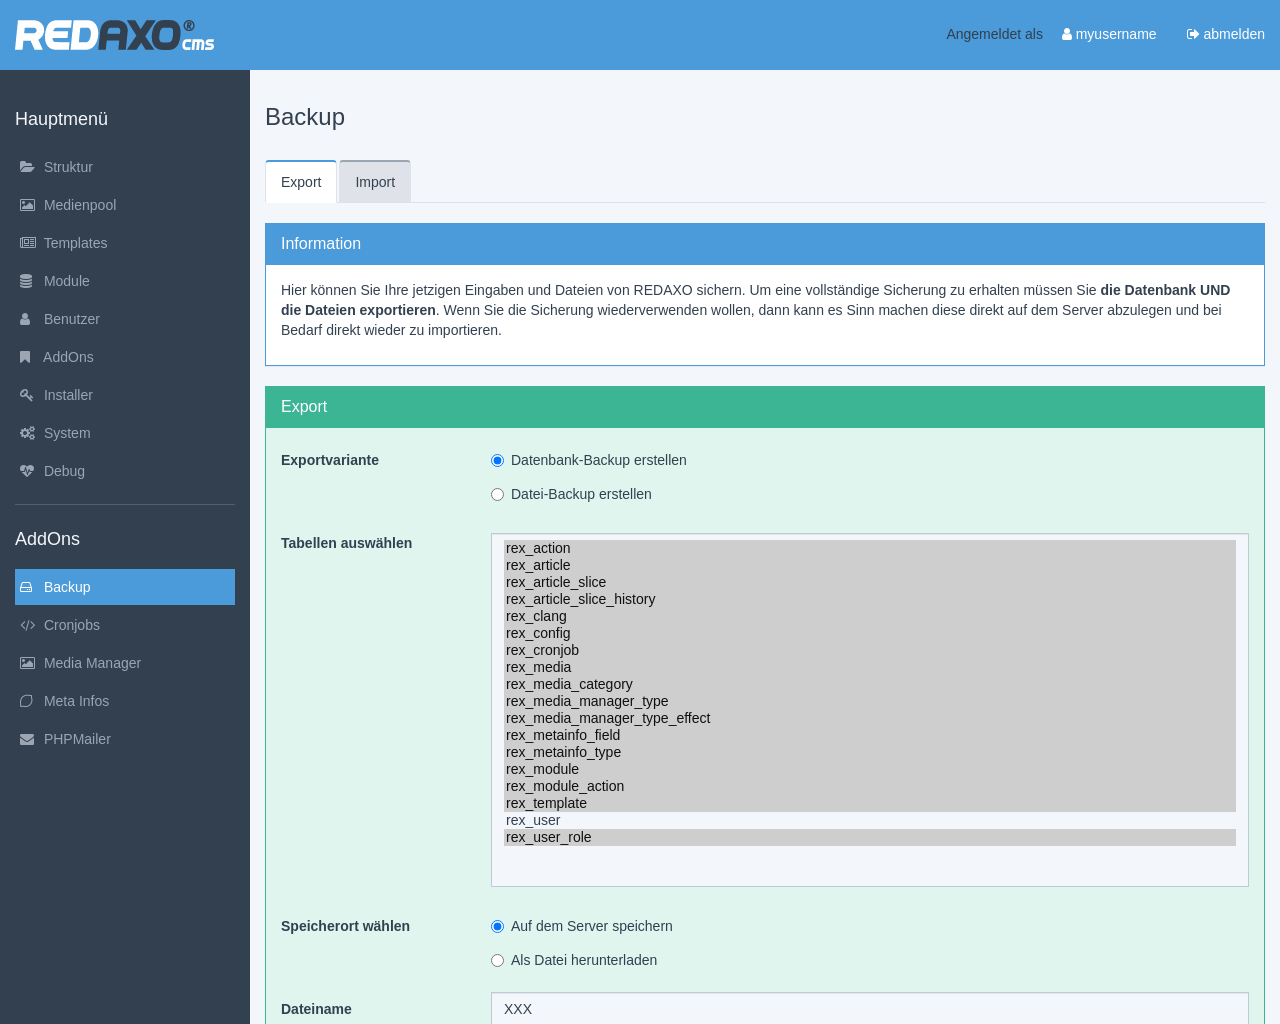 REDAXO® cms
Angemeldet als myusername abmelden
Hauptmenü
Struktur
Medienpool
Templates
Module
Benutzer
AddOns
Installer
System
Debug
AddOns
Backup
Cronjobs
Media Manager
Meta Infos
PHPMailer
Backup
Export Import
Information
Hier können Sie Ihre jetzigen Eingaben und Dateien von REDAXO sichern. Um eine vollständige Sicherung zu erhalten müssen Sie die Datenbank UND
die Dateien exportieren. Wenn Sie die Sicherung wiederverwenden wollen, dann kann es Sinn machen diese direkt auf dem Server abzulegen und bei
Bedarf direkt wieder zu importieren.
Export
Exportvariante Datenbank-Backup erstellen
Datei-Backup erstellen
Tabellen auswählen
rex_action
rex_article
rex_article_slice
rex_article_slice_history
rex_clang
rex_config
rex_cronjob
rex_media
rex_media_category
rex_media_manager_type
rex_media_manager_type_effect
rex_metainfo_field
rex_metainfo_type
rex_module
rex_module_action
rex_template
rex_user
rex_user_role
Speicherort wählen Auf dem Server speichern
Als Datei herunterladen
Dateiname XXX